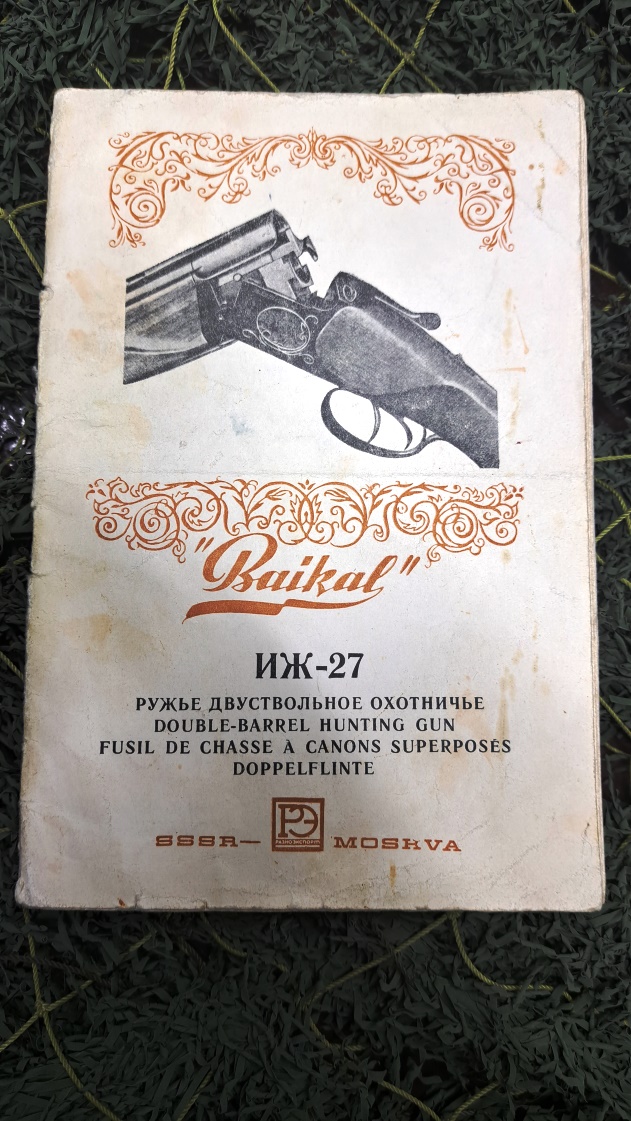 "Baikal"
ИЖ-27
РУЖЬЕ ДВУСТВОЛЬНОЕ ОХОТНИЧЬЕ
DOUBLE-BARREL HUNTING GUN
FUSIL DE CHASSE À CANONS SUPERPOSÉS
DOPPELFLINTE
SSSR— РЭ MOSKVA
РАЗНОЭКСПОРТ